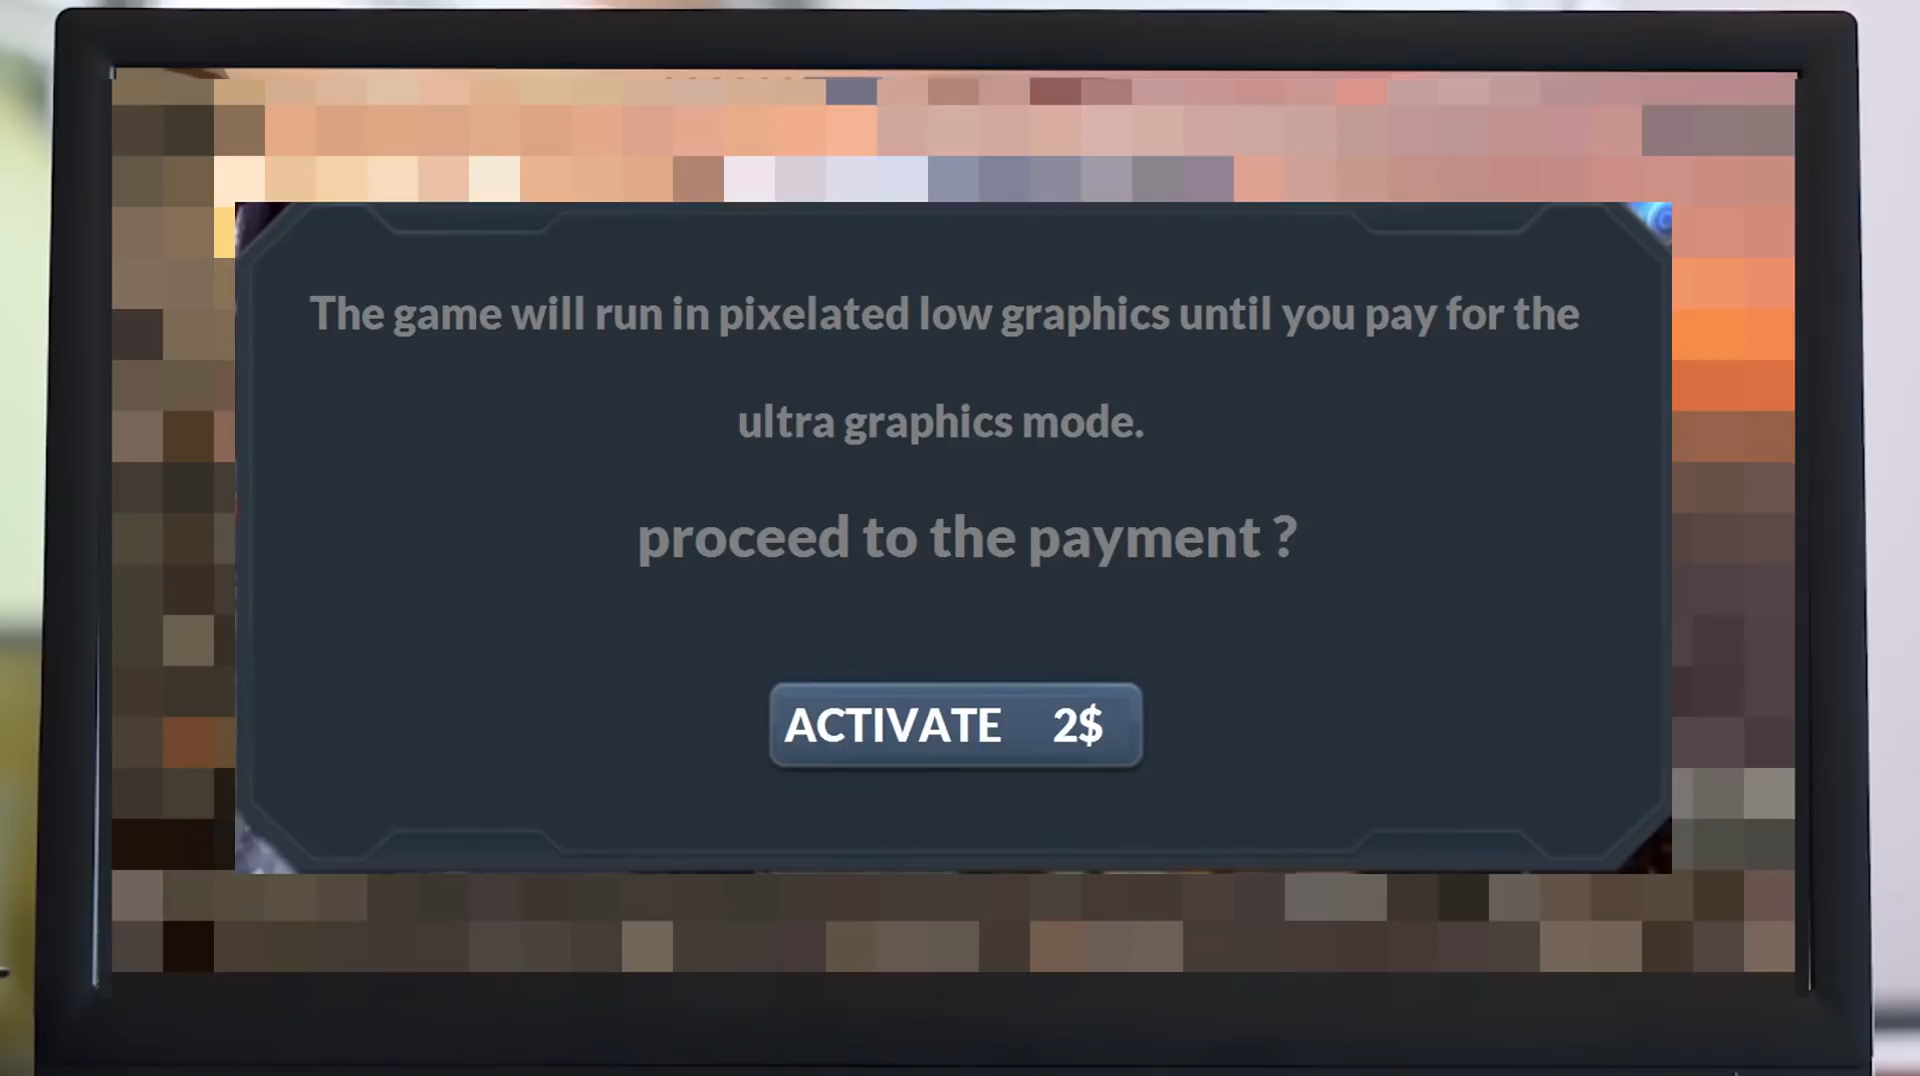 The game will run in pixelated low graphics until you pay for the
ultra graphics mode.
proceed to the payment ?
ACTIVATE 2$